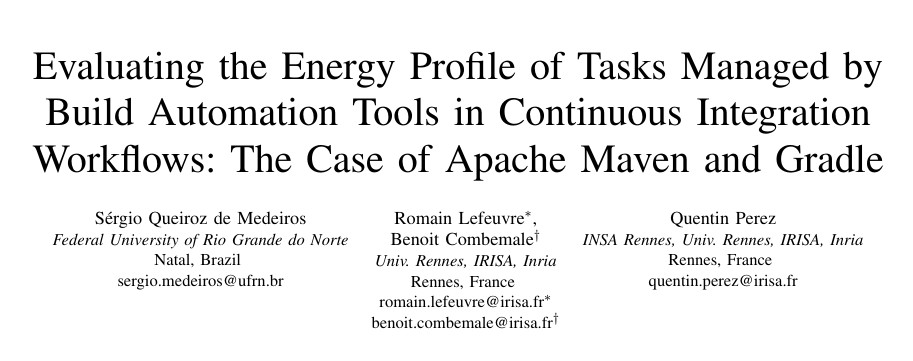 Evaluating the Energy Profile of Tasks Managed by
Build Automation Tools in Continuous Integration
Workflows: The Case of Apache Maven and Gradle
Sérgio Queiroz de Medeiros
Federal University of Rio Grande do Norte
Natal, Brazil
sergio.medeiros@ufrn.br
Romain Lefeuvre*,
Benoit Combemale†
Univ. Rennes, IRISA, Inria
Rennes, France
romain.lefeuvre@irisa.fr*
benoit.combemale@irisa.fr†
Quentin Perez
INSA Rennes, Univ. Rennes, IRISA, Inria
Rennes, France
quentin.perez@irisa.fr